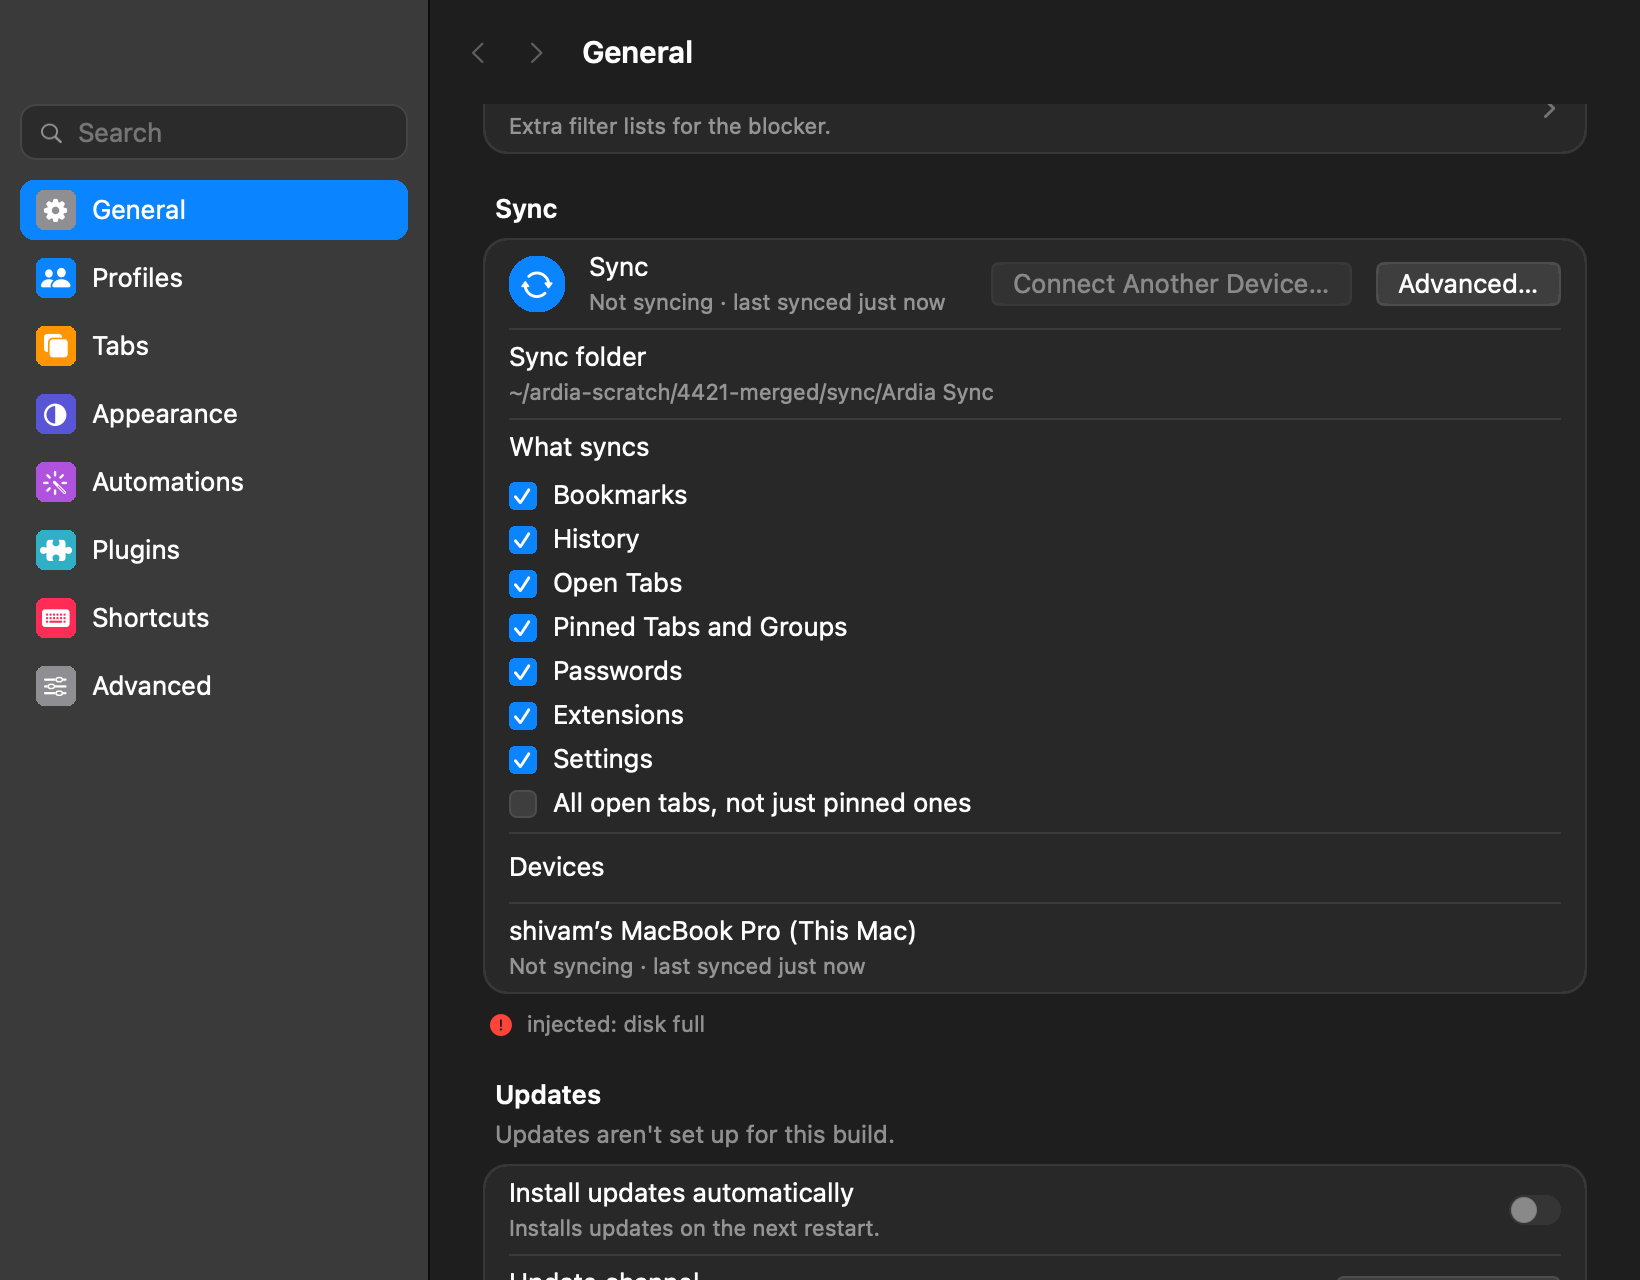 General
Search
General
Profiles
Tabs
Appearance
Automations
Plugins
Shortcuts
Advanced
Extra filter lists for the blocker.
Sync
Sync
Not syncing · last synced just now
Connect Another Device...
Advanced...
Sync folder
~/ardia-scratch/4421-merged/sync/Ardia Sync
What syncs
Bookmarks
History
Open Tabs
Pinned Tabs and Groups
Passwords
Extensions
Settings
All open tabs, not just pinned ones
Devices
shivam’s MacBook Pro (This Mac)
Not syncing · last synced just now
injected: disk full
Updates
Updates aren't set up for this build.
Install updates automatically
Installs updates on the next restart.
Update channel